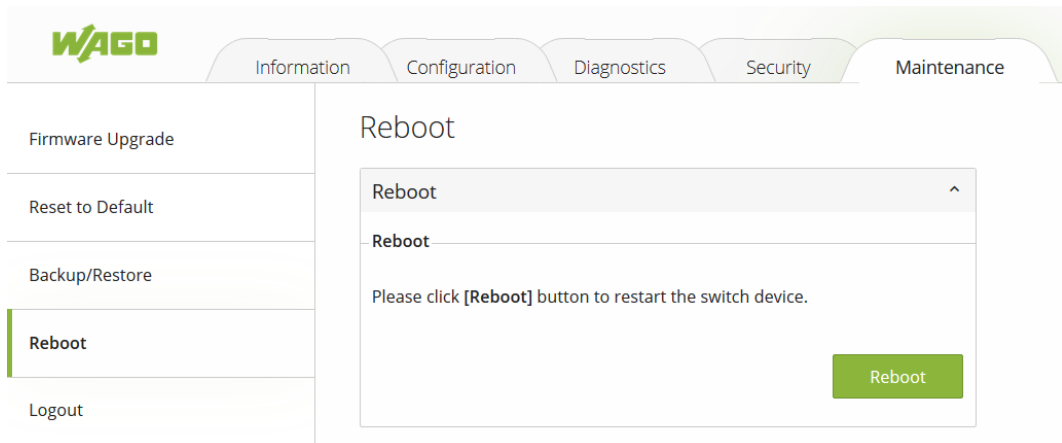 WAGO
Information Configuration Diagnostics Security Maintenance
Firmware Upgrade
Reset to Default
Backup/Restore
Reboot
Logout
Reboot
Reboot
Reboot
Please click [Reboot] button to restart the switch device.
Reboot